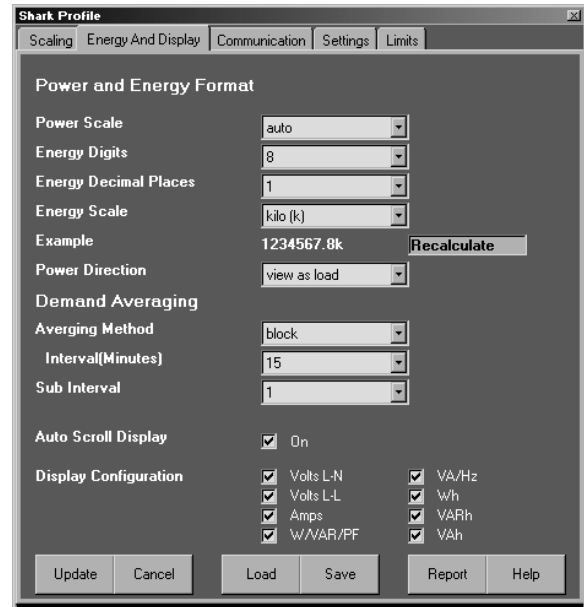 Shark Profile
Scaling Energy And Display Communication Settings Limits
Power and Energy Format
Power Scale auto
Energy Digits 8
Energy Decimal Places 1
Energy Scale kilo (k)
Example 1234567.8k Recalculate
Power Direction view as load
Demand Averaging
Averging Method block
Interval(Minutes) 15
Sub Interval 1
Auto Scroll Display On
Display Configuration Volts L-N VA/Hz
Volts L-L Wh
Amps VARh
W/VAR/PF VAh
Update Cancel Load Save Report Help